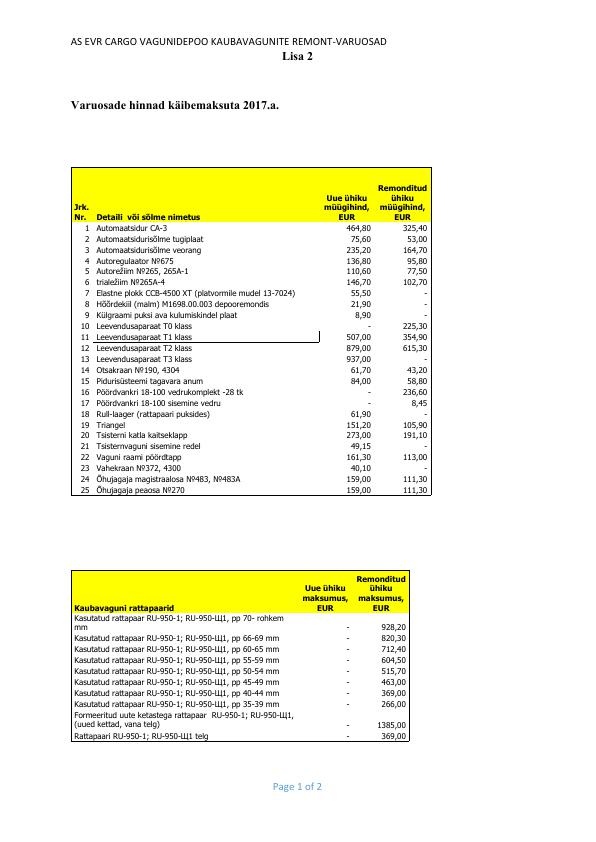 AS EVR CARGO VAGUNIDEPOO KAUBAVAGUNITE REMONT-VARUOSAD
Lisa 2
Varuosade hinnad käibemaksuta 2017.a.
Jrk. Nr. Detaili või sõlme nimetus Uue ühiku müügihind, EUR Remonditud ühiku müügihind, EUR
1 Automaatsidur CA-3 464,80 325,40
2 Automaatsidurisõlme tugiplaat 75,60 53,00
3 Automaatsidurisõlme veorang 235,20 164,70
4 Autoregulaator №675 136,80 95,80
5 Autorežiim №265, 265A-1 110,60 77,50
6 trialežiim №265A-4 146,70 102,70
7 Elastne plokk CCB-4500 XT (platvormile mudel 13-7024) 55,50 -
8 Hõõrdekiil (malm) M1698.00.003 depooremondis 21,90 -
9 Külgraami puksi ava kulumiskindel plaat 8,90 -
10 Leevendusaparaat T0 klass - 225,30
11 Leevendusaparaat T1 klass 507,00 354,90
12 Leevendusaparaat T2 klass 879,00 615,30
13 Leevendusaparaat T3 klass 937,00 -
14 Otsakraan №190, 4304 61,70 43,20
15 Pidurisüsteemi tagavara anum 84,00 58,80
16 Pöördvankri 18-100 vedrukomplekt -28 tk - 236,60
17 Pöördvankri 18-100 sisemine vedru - 8,45
18 Rull-laager (rattapaari puksides) 61,90 -
19 Triangel 151,20 105,90
20 Tsisterni katla kaitseklapp 273,00 191,10
21 Tsisternvaguni sisemine redel 49,15 -
22 Vaguni raami pöördtapp 161,30 113,00
23 Vahekraan №372, 4300 40,10 -
24 Õhujagaja magistraalosa №483, №483A 159,00 111,30
25 Õhujagaja peaosa №270 159,00 111,30
Kaubavaguni rattapaarid Uue ühiku maksumus, EUR Remonditud ühiku maksumus, EUR
Kasutatud rattapaar RU-950-1; RU-950-Щ1, pp 70- rohkem
mm - 928,20
Kasutatud rattapaar RU-950-1; RU-950-Щ1, pp 66-69 mm - 820,30
Kasutatud rattapaar RU-950-1; RU-950-Щ1, pp 60-65 mm - 712,40
Kasutatud rattapaar RU-950-1; RU-950-Щ1, pp 55-59 mm - 604,50
Kasutatud rattapaar RU-950-1; RU-950-Щ1, pp 50-54 mm - 515,70
Kasutatud rattapaar RU-950-1; RU-950-Щ1, pp 45-49 mm - 463,00
Kasutatud rattapaar RU-950-1; RU-950-Щ1, pp 40-44 mm - 369,00
Kasutatud rattapaar RU-950-1; RU-950-Щ1, pp 35-39 mm - 266,00
Formeeritud uute ketastega rattapaar RU-950-1; RU-950-Щ1,
(uued kettad, vana telg) - 1385,00
Rattapaari RU-950-1; RU-950-Щ1 telg - 369,00
Page 1 of 2